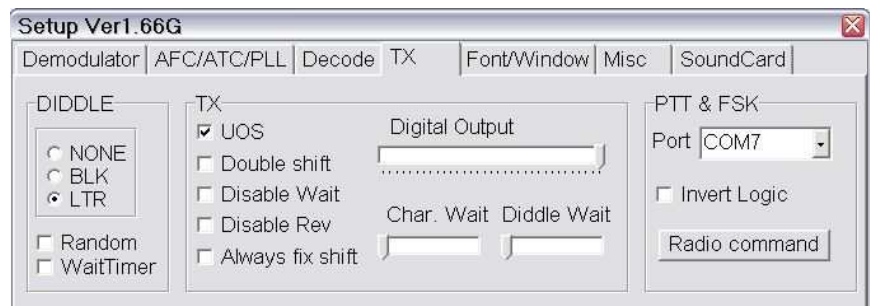 Setup Ver1.66G
Demodulator AFC/ATC/PLL Decode TX Font/Window Misc SoundCard
DIDDLE
NONE
BLK
LTR
Random
WaitTimer
TX
UOS
Double shift
Disable Wait
Disable Rev
Always fix shift
Digital Output
Char. Wait Diddle Wait
PTT & FSK
Port COM7
Invert Logic
Radio command